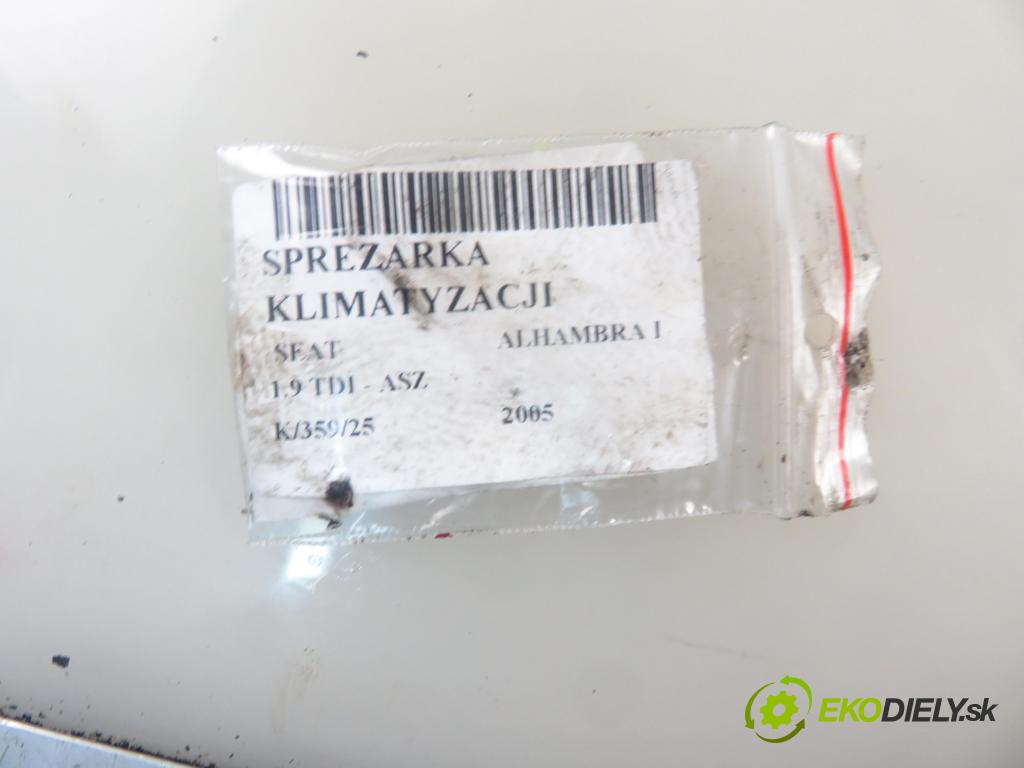 SPREZARKA
KLIMATYZACJI
SEAT ALHAMBRA I
1.9 TDI - ASZ
K/359/25 2005
EKODIELY.sk